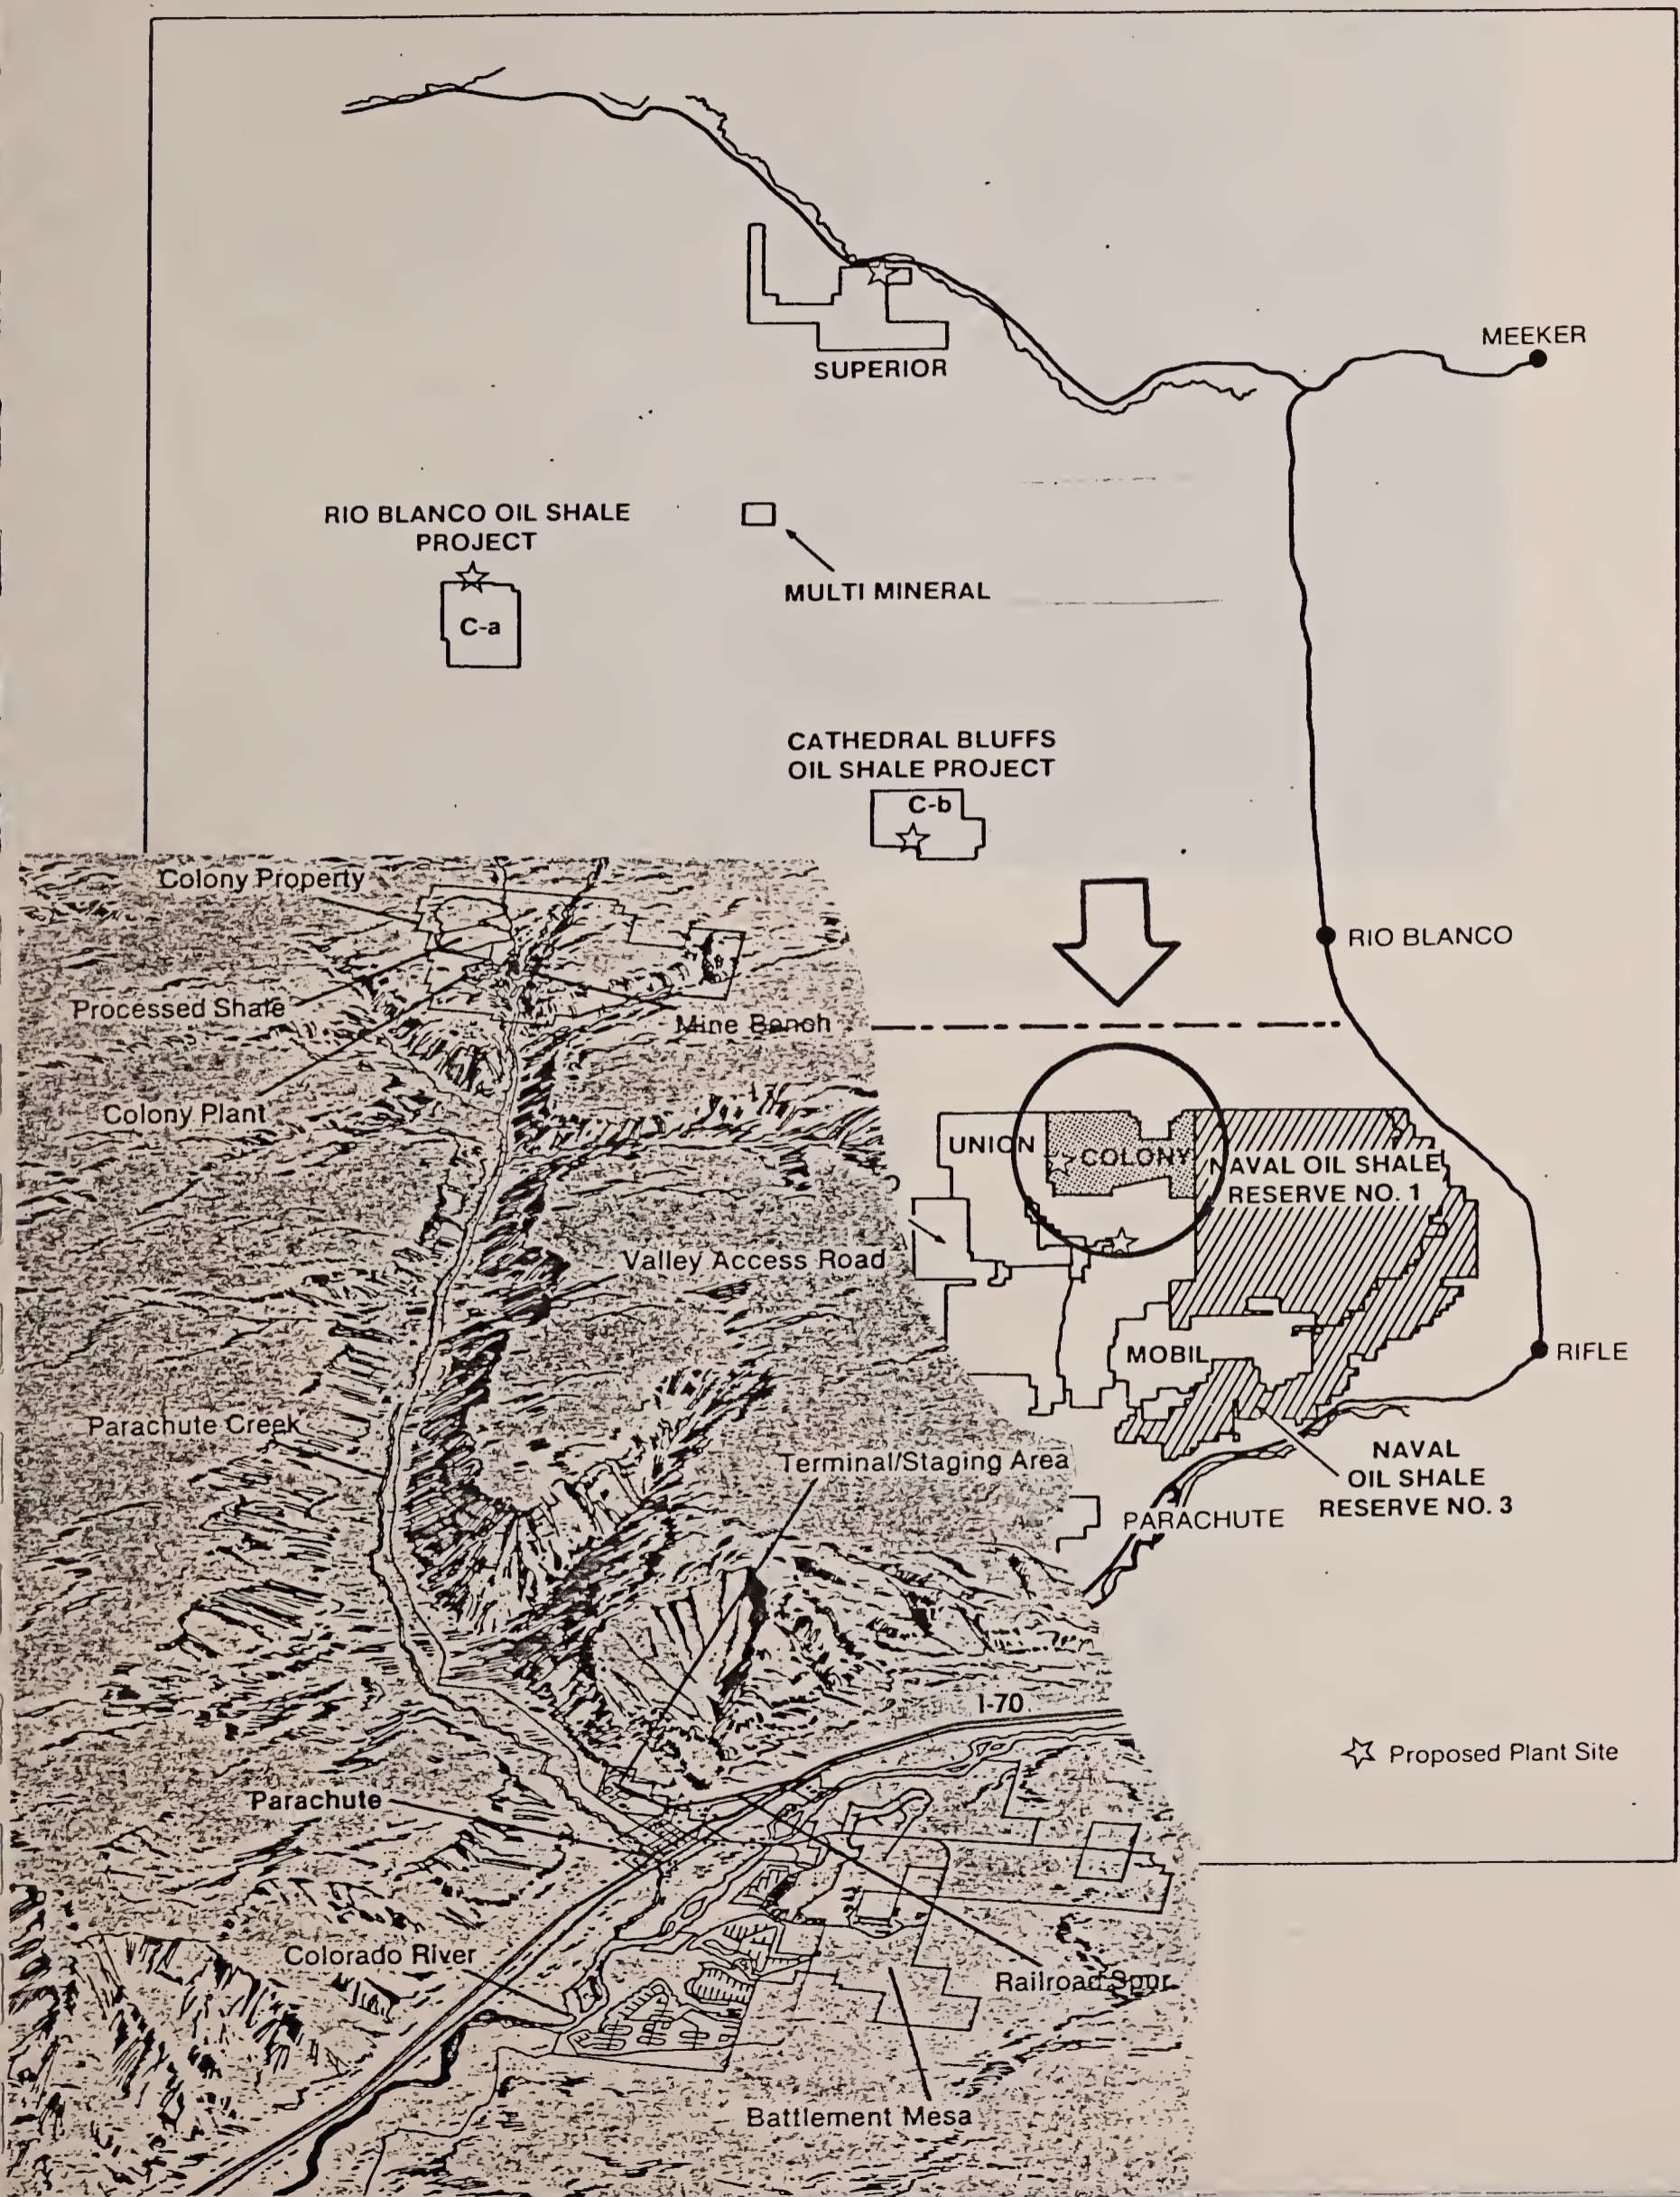 MEEKER
SUPERIOR
RIO BLANCO OIL SHALE
PROJECT
C-a
MULTI MINERAL
CATHEDRAL BLUFFS
OIL SHALE PROJECT
C-b
Colony Property
RIO BLANCO
Processed Shale
Mine Bench
Colony Plant
UNION
COLONY
NAVAL OIL SHALE
RESERVE NO. 1
Valley Access Road
MOBIL
RIFLE
Parachute Creek
Terminal/Staging Area
NAVAL
OIL SHALE
RESERVE NO. 3
PARACHUTE
I-70
Proposed Plant Site
Parachute
Colorado River
Railroad Spur
Battlement Mesa